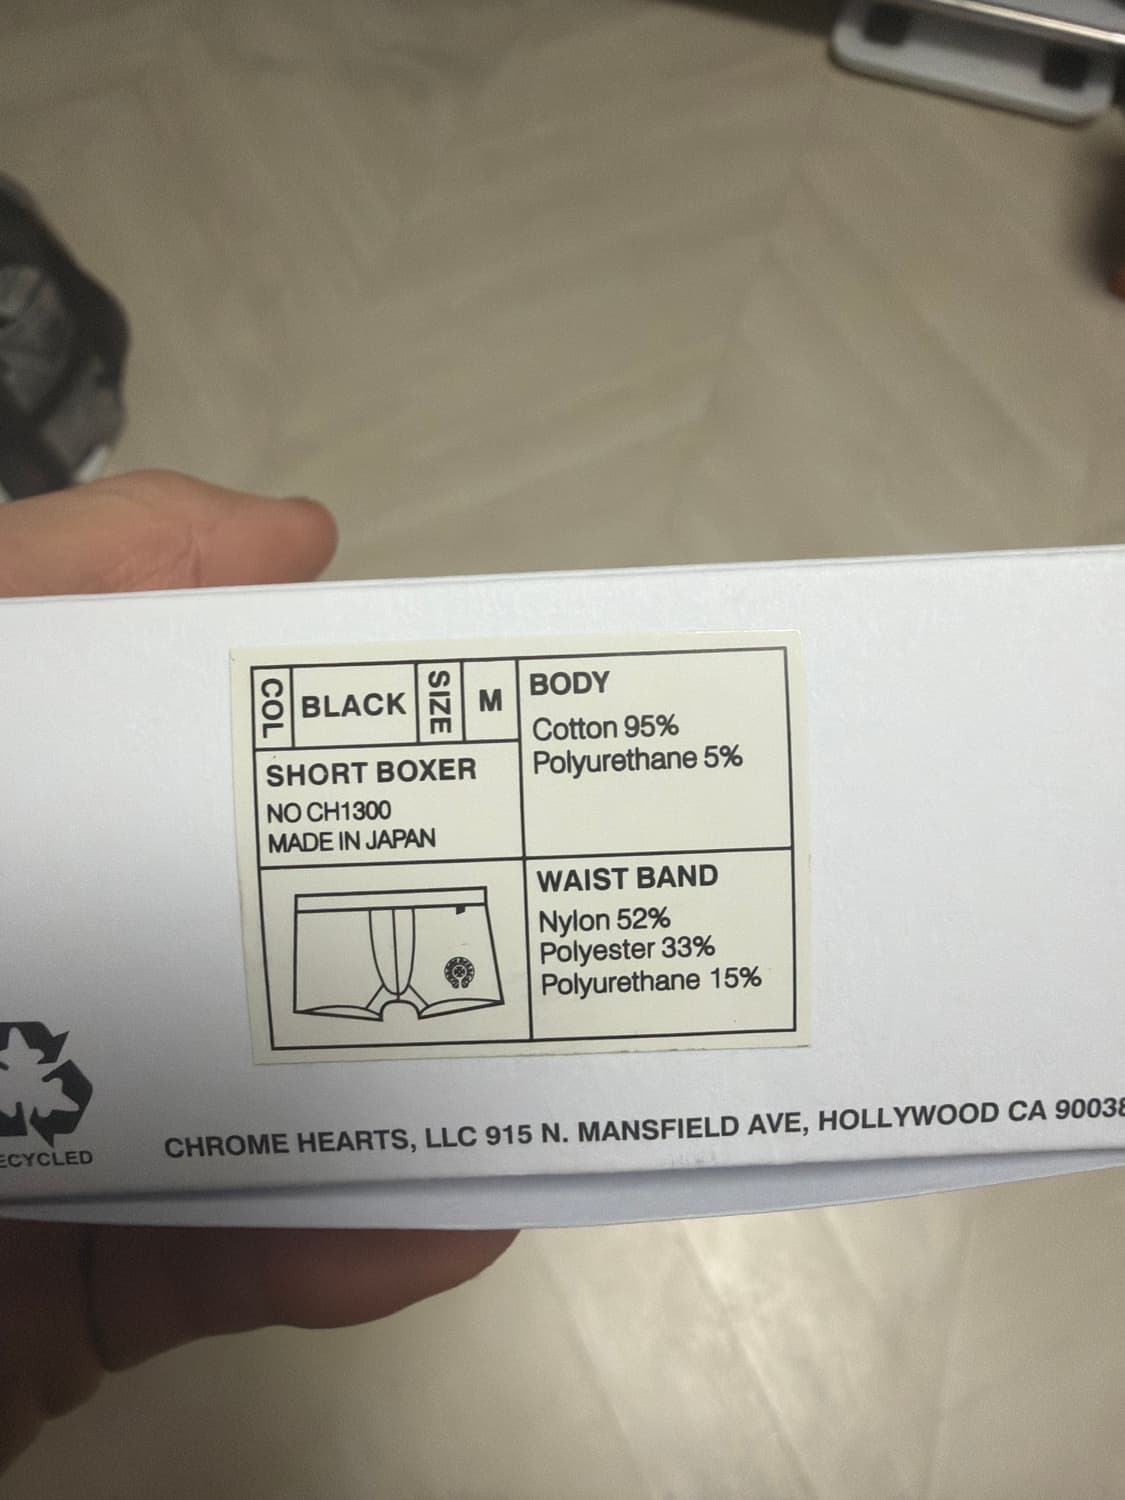 COL BLACK SIZE M
SHORT BOXER
NO CH1300
MADE IN JAPAN
BODY
Cotton 95%
Polyurethane 5%
WAIST BAND
Nylon 52%
Polyester 33%
Polyurethane 15%
ECYCLED
CHROME HEARTS, LLC 915 N. MANSFIELD AVE, HOLLYWOOD CA 90038